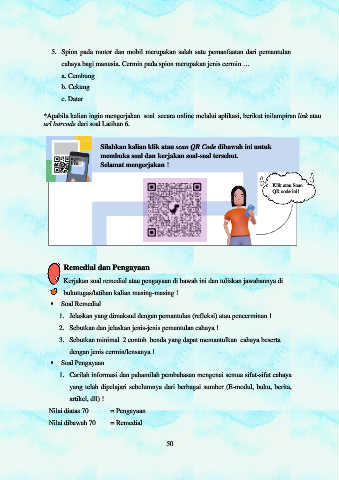 5. Spion pada motor dan mobil merupakan salah satu pemanfaatan dari pemantulan
cahaya bagi manusia. Cermin pada spion merupakan jenis cermin …
a. Cembung
b. Cekung
c. Datar
*Apabila kalian ingin mengerjakan soal secara online melalui aplikasi, berikut initampiran link atau
url barcode dari soal Latihan 6.
Silahkan kalian klik atau scan QR Code dibawah ini untuk
membuka soal dan kerjakan soal-soal tersebut.
Selamat mengerjakan !
Klik atau Scan
QR code ini!
Remedial dan Pengayaan
Kerjakan soal remedial atau pengayaan di bawah ini dan tuliskan jawabannya di
bukutugas/latihan kalian masing-masing !
• Soal Remedial
1. Jelaskan yang dimaksud dengan pemantulan (refleksi) atau pencerminan !
2. Sebutkan dan jelaskan jenis-jenis pemantulan cahaya !
3. Sebutkan minimal 2 contoh benda yang dapat memantulkan cahaya beserta
dengan jenis cermin/lensanya !
• Soal Pengayaan
1. Carilah informasi dan pahamilah pembahasan mengenai semua sifat-sifat cahaya
yang telah dipelajari sebelumnya dari berbagai sumber (E-modul, buku, berita,
artikel, dll) !
Nilai diatas 70 = Pengayaan
Nilai dibawah 70 = Remedial
50